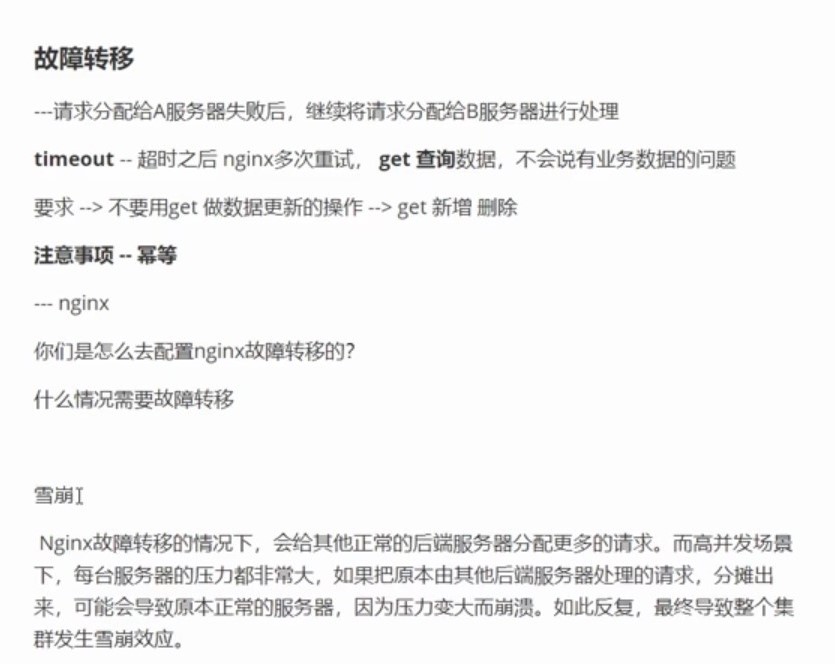 故障转移
---请求分配给A服务器失败后，继续将请求分配给B服务器进行处理
timeout -- 超时之后 nginx多次重试， get 查询数据，不会说有业务数据的问题
要求 --> 不要用get 做数据更新的操作 --> get 新增 删除
注意事项 -- 幂等
--- nginx
你们是怎么去配置nginx故障转移的?
什么情况需要故障转移
雪崩
Nginx故障转移的情况下，会给其他正常的后端服务器分配更多的请求。而高并发场景
下，每台服务器的压力都非常大，如果把原本由其他后端服务器处理的请求，分摊出
来，可能会导致原本正常的服务器，因为压力变大而崩溃。如此反复，最终导致整个集
群发生雪崩效应。